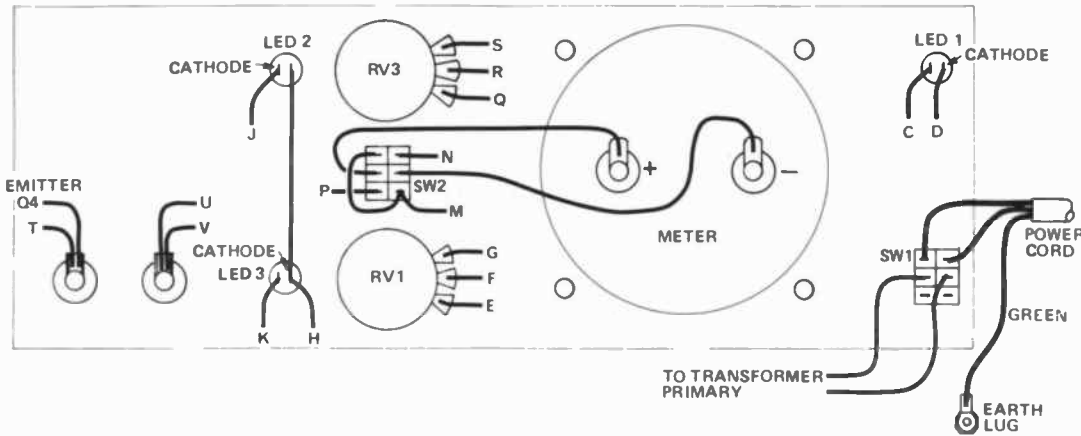 LED 2
CATHODE
J
RV3
S
R
Q
LED 1
CATHODE
C
D
N
P
SW2
M
+
–
METER
EMITTER
Q4
T
U
V
CATHODE
LED 3
K
H
RV1
G
F
E
SW1
POWER
CORD
GREEN
TO TRANSFORMER
PRIMARY
EARTH
LUG